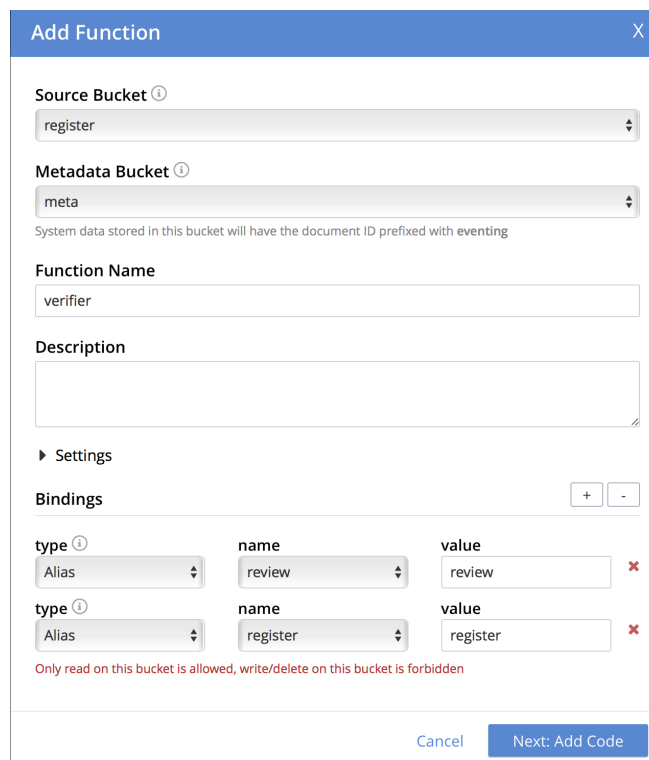 Add Function X
Source Bucket
register
Metadata Bucket
meta
System data stored in this bucket will have the document ID prefixed with eventing
Function Name
verifier
Description
Settings
Bindings + -
type name value
Alias review review
type name value
Alias register register
Only read on this bucket is allowed, write/delete on this bucket is forbidden
Cancel Next: Add Code